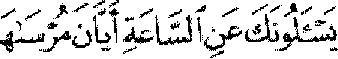 يَسْـَٔلُونَكَ عَنِ ٱلسَّاعَةِ أَيَّانَ مُرْسَىٰهَا